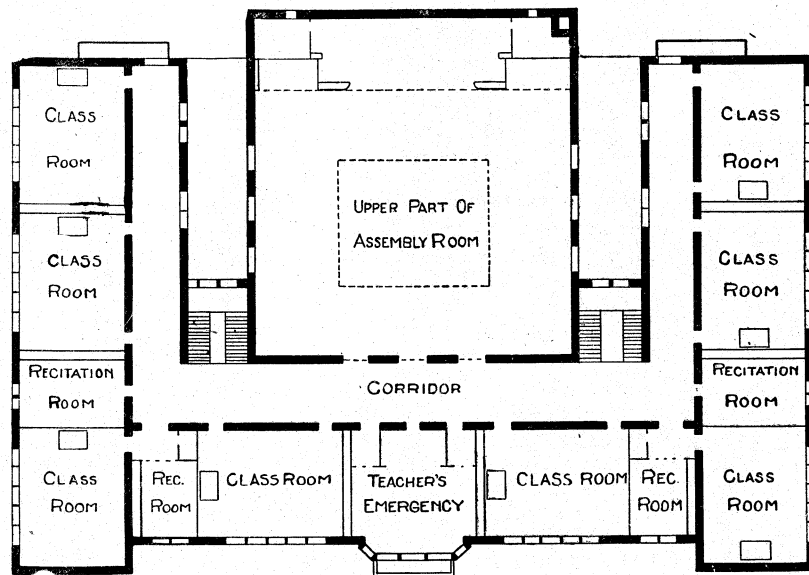 CLASS
ROOM
CLASS
ROOM
UPPER PART OF
ASSEMBLY ROOM
CLASS
ROOM
CLASS
ROOM
RECITATION
ROOM
CORRIDOR
RECITATION
ROOM
CLASS
ROOM
REC.
ROOM
CLASS ROOM
TEACHER'S
EMERGENCY
CLASS ROOM
REC.
ROOM
CLASS
ROOM